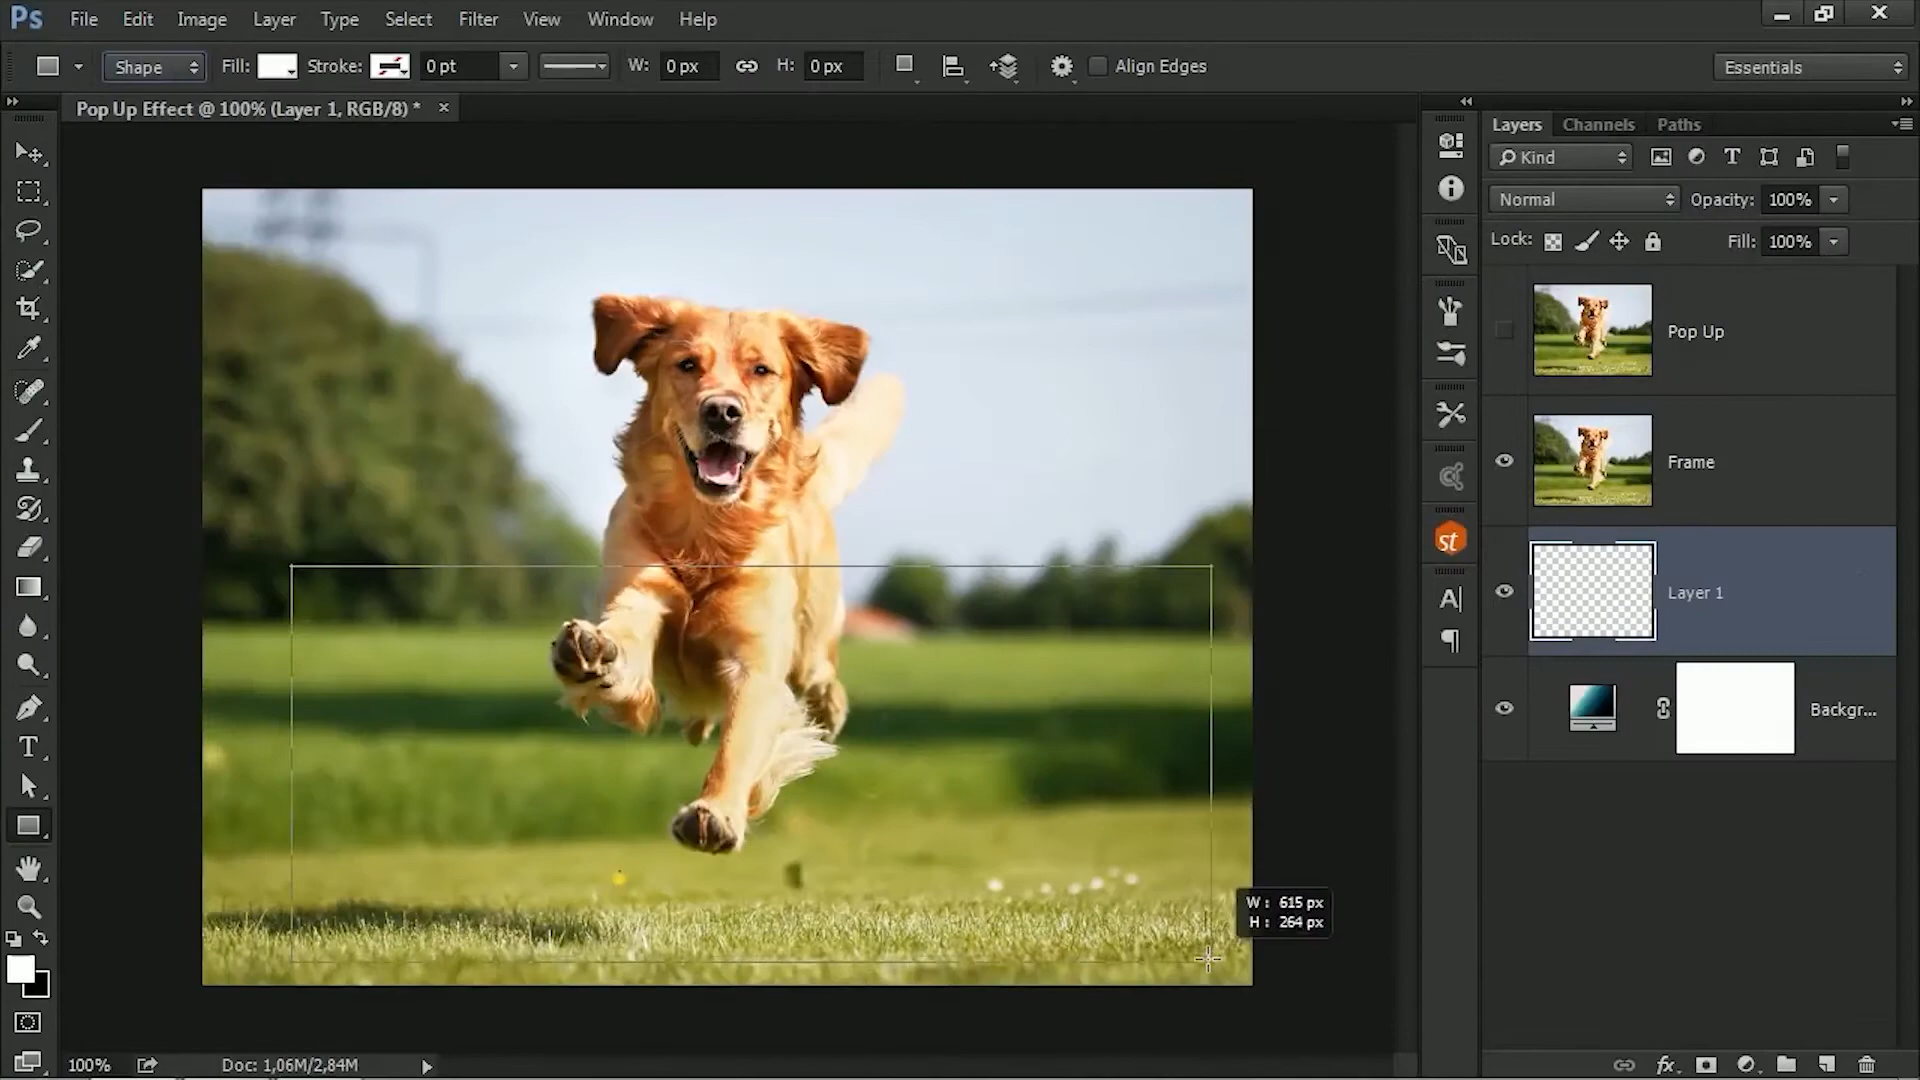 Ps File Edit Image Layer Type Select Filter View Window Help
Shape Fill: Stroke: 0 pt W: 0 px H: 0 px Align Edges Essentials
Pop Up Effect @ 100% (Layer 1, RGB/8) * ×
Layers Channels Paths
Kind
Normal Opacity: 100%
Lock: Fill: 100%
Pop Up
Frame
st
Layer 1
Backgr...
W: 615 px
H: 264 px
100% Doc: 1,06M/2,84M
fx